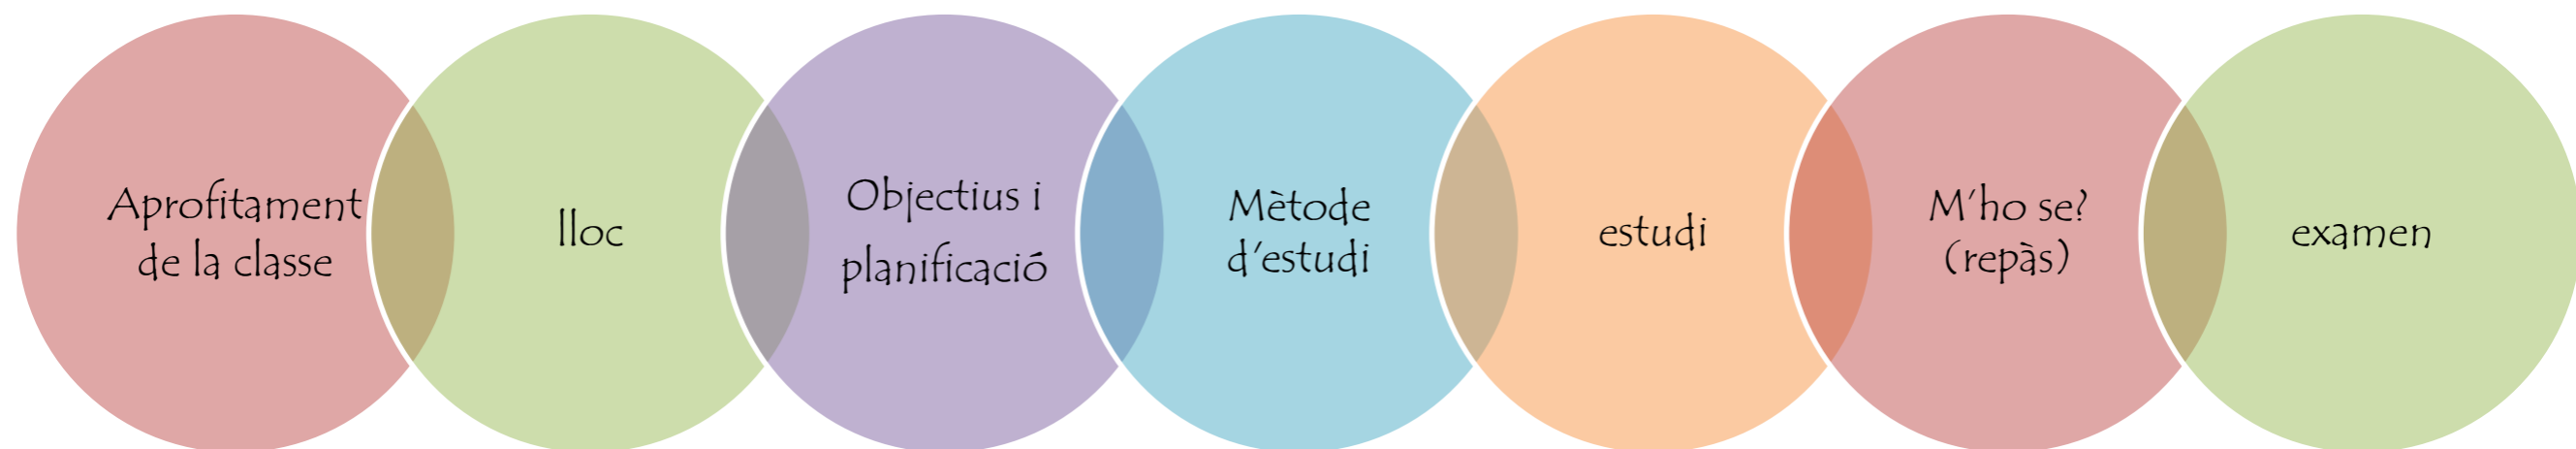 Aprofitament
de la classe
lloc
Objectius i
planificació
Mètode
d'estudi
estudi
M'ho se?
(repàs)
examen